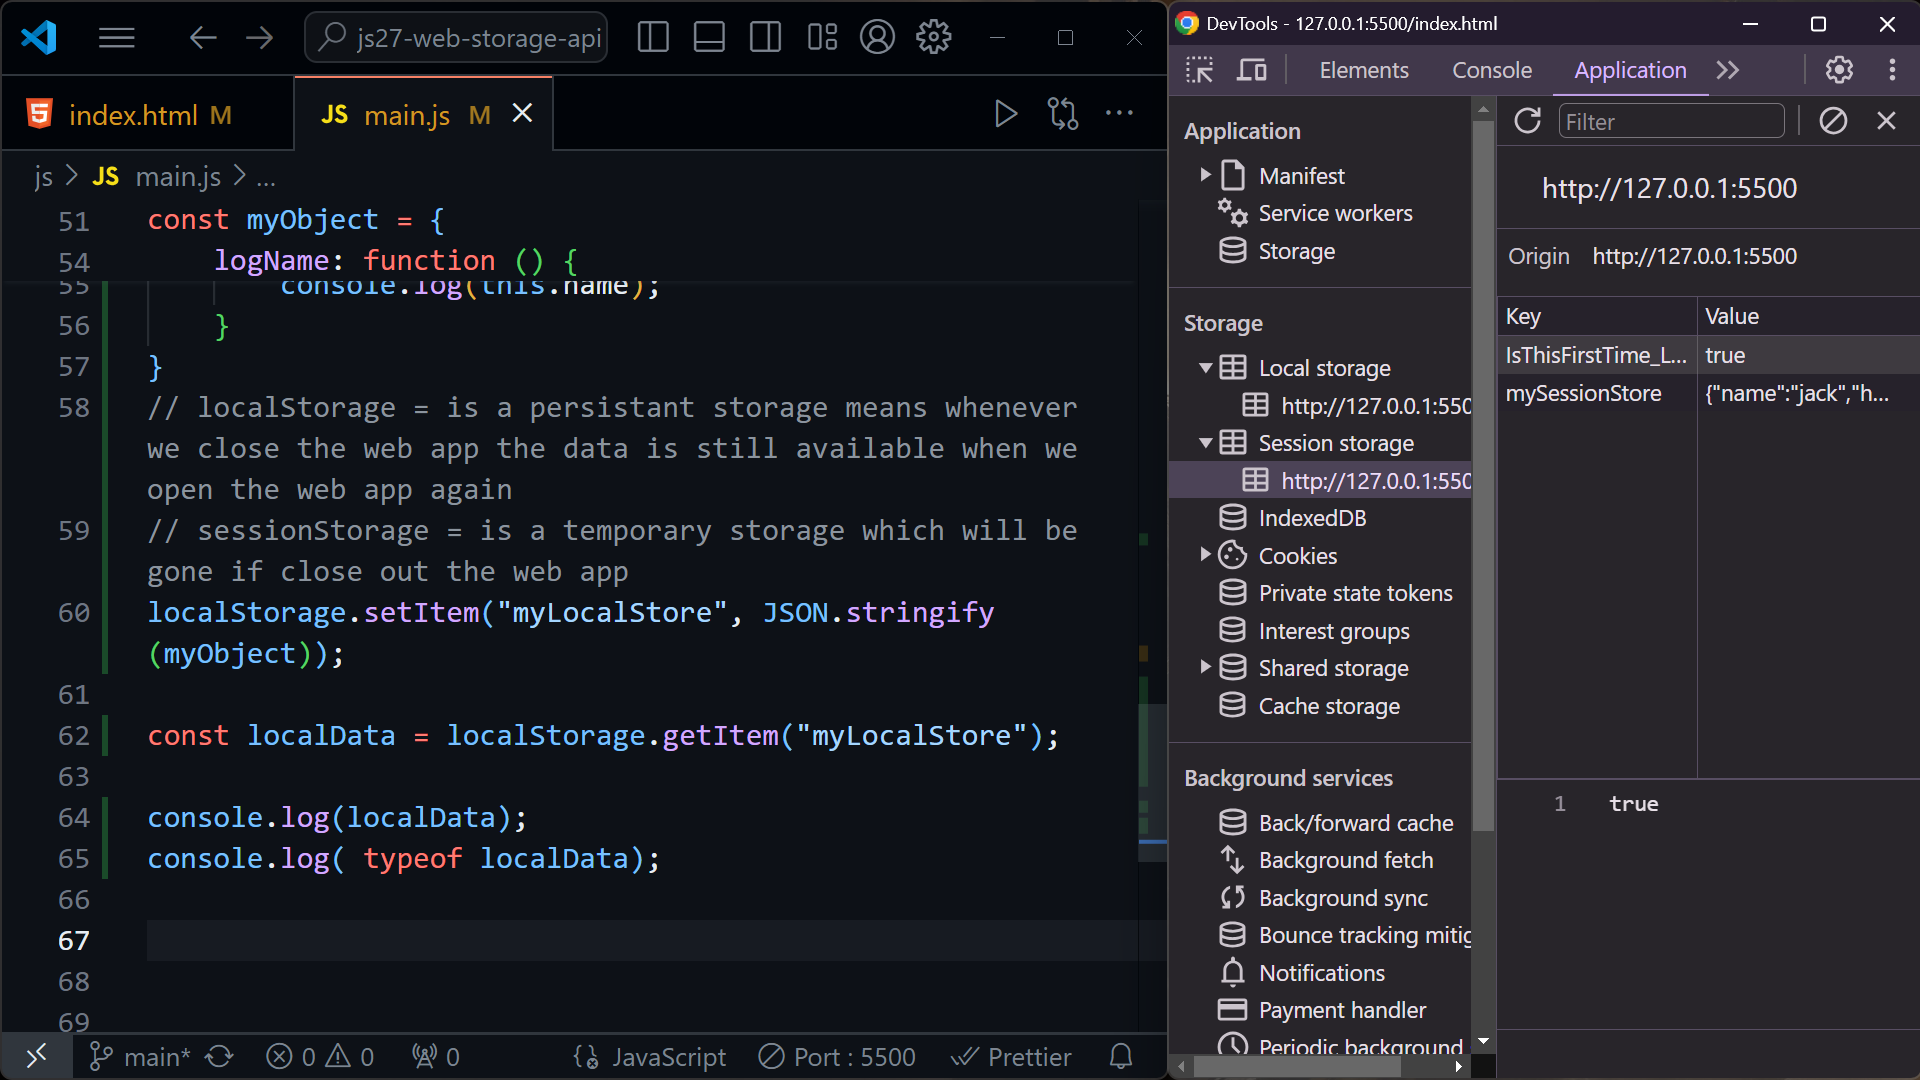 js27-web-storage-api
index.html M
JS main.js M
js > JS main.js > ...
51 const myObject = {
54 logName: function () {
55 console.log(this.name);
56 }
57 }
58 // localStorage = is a persistant storage means whenever
we close the web app the data is still available when we
open the web app again
59 // sessionStorage = is a temporary storage which will be
gone if close out the web app
60 localStorage.setItem("myLocalStore", JSON.stringify
(myObject));
61
62 const localData = localStorage.getItem("myLocalStore");
63
64 console.log(localData);
65 console.log( typeof localData);
66
67
68
69
main* 0 0 0 JavaScript Port : 5500 Prettier
DevTools - 127.0.0.1:5500/index.html
Elements Console Application
Application
Manifest
Service workers
Storage
Storage
Local storage
http://127.0.0.1:550
Session storage
http://127.0.0.1:550
IndexedDB
Cookies
Private state tokens
Interest groups
Shared storage
Cache storage
Background services
Back/forward cache
Background fetch
Background sync
Bounce tracking mitig
Notifications
Payment handler
Periodic background
Filter
http://127.0.0.1:5500
Origin http://127.0.0.1:5500
Key Value
IsThisFirstTime_L... true
mySessionStore {"name":"jack","h...
1 true